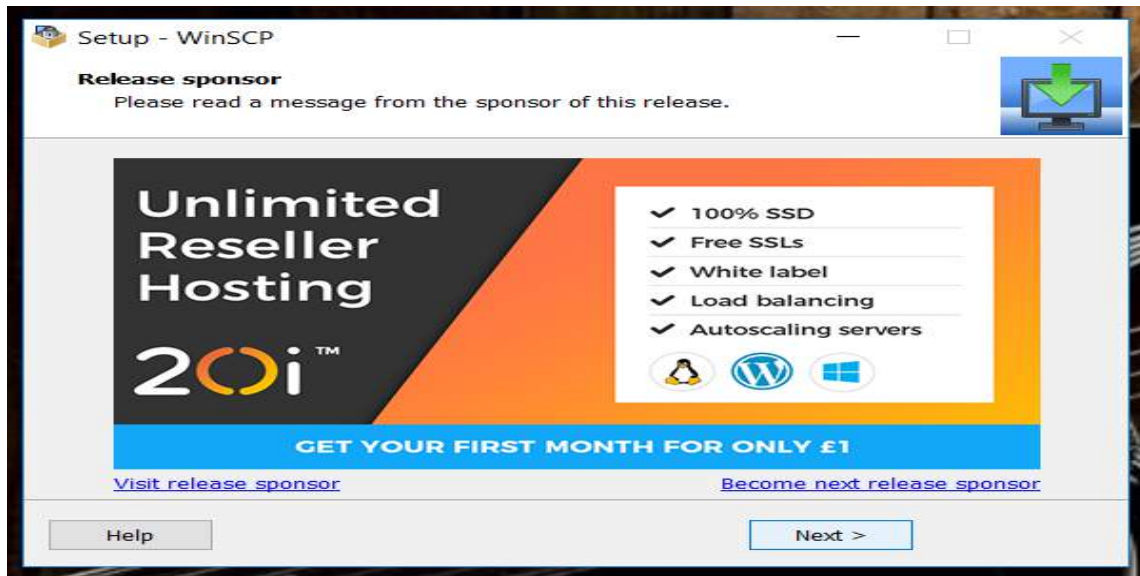 Setup - WinSCP
Release sponsor
Please read a message from the sponsor of this release.
Unlimited
Reseller
Hosting
20i™
100% SSD
Free SSLs
White label
Load balancing
Autoscaling servers
GET YOUR FIRST MONTH FOR ONLY £1
Visit release sponsor
Become next release sponsor
Help
Next >